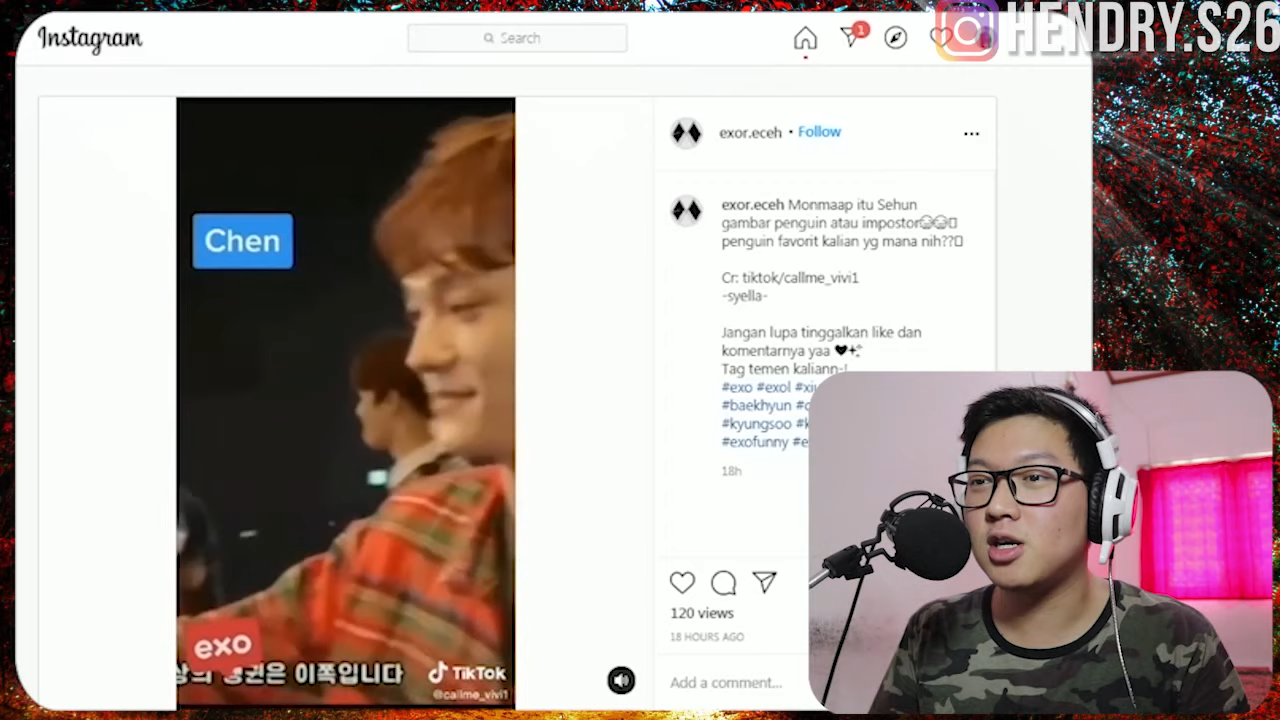 Instagram
Search
1
HENDRY.S26
Chen
exor.eceh • Follow
exor.eceh Monmaap itu Sehun
gambar penguin atau impostor
penguin favorit kalian yg mana nih??
Cr: tiktok/callme_vivi1
-syella-
Jangan lupa tinggalkan like dan
komentarnya yaa
Tag temen kaliann-!
#exo #exol
#baekhyun
#kyungsoo
#exofunny
18h
120 views
18 HOURS AGO
Add a comment...
exo
이쪽입니다
TikTok
@callme_vivi1